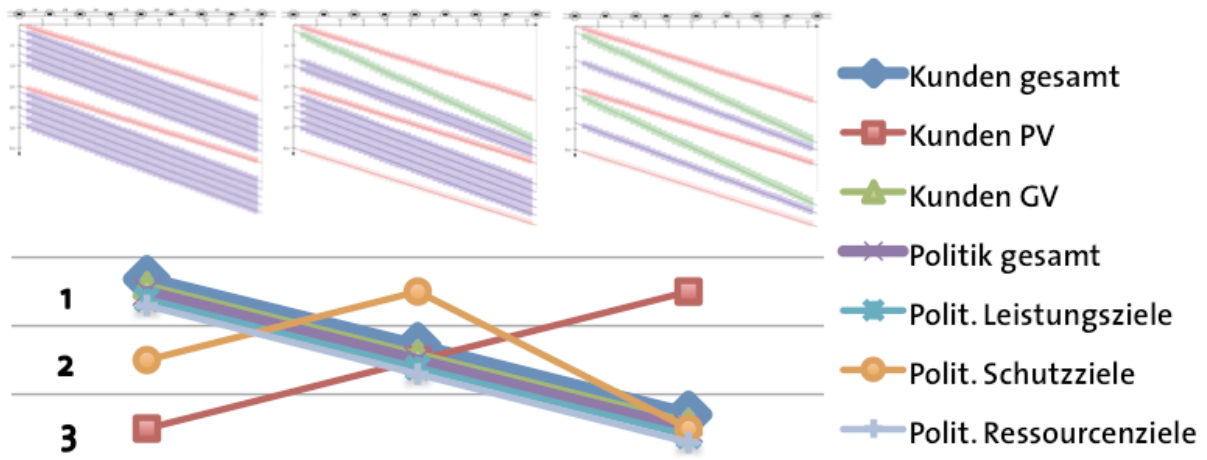 Kunden gesamt
Kunden PV
Kunden GV
Politik gesamt
Polit. Leistungsziele
Polit. Schutzziele
Polit. Ressourcenziele
1
2
3